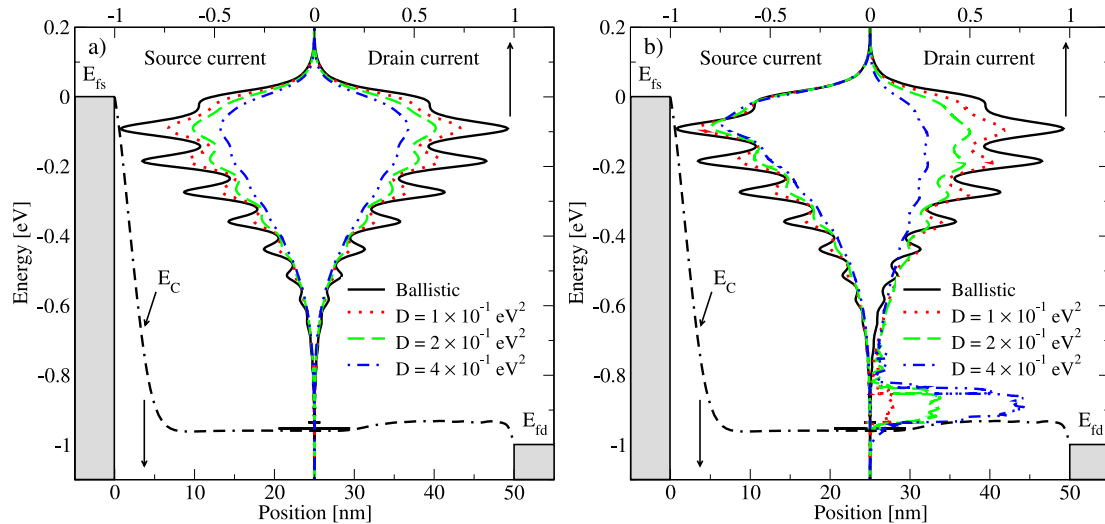 -1 -0.5 0 0.5 1
a)
Source current Drain current
E_fs
0.2
0
-0.2
-0.4
-0.6
-0.8
-1
Energy [eV]
E_C
Ballistic
D = 1 × 10^-1 eV^2
D = 2 × 10^-1 eV^2
D = 4 × 10^-1 eV^2
E_fd
0 10 20 30 40 50
Position [nm]
-1 -0.5 0 0.5 1
b)
Source current Drain current
E_fs
0.2
0
-0.2
-0.4
-0.6
-0.8
-1
Energy [eV]
E_C
Ballistic
D = 1 × 10^-1 eV^2
D = 2 × 10^-1 eV^2
D = 4 × 10^-1 eV^2
E_fd
0 10 20 30 40 50
Position [nm]